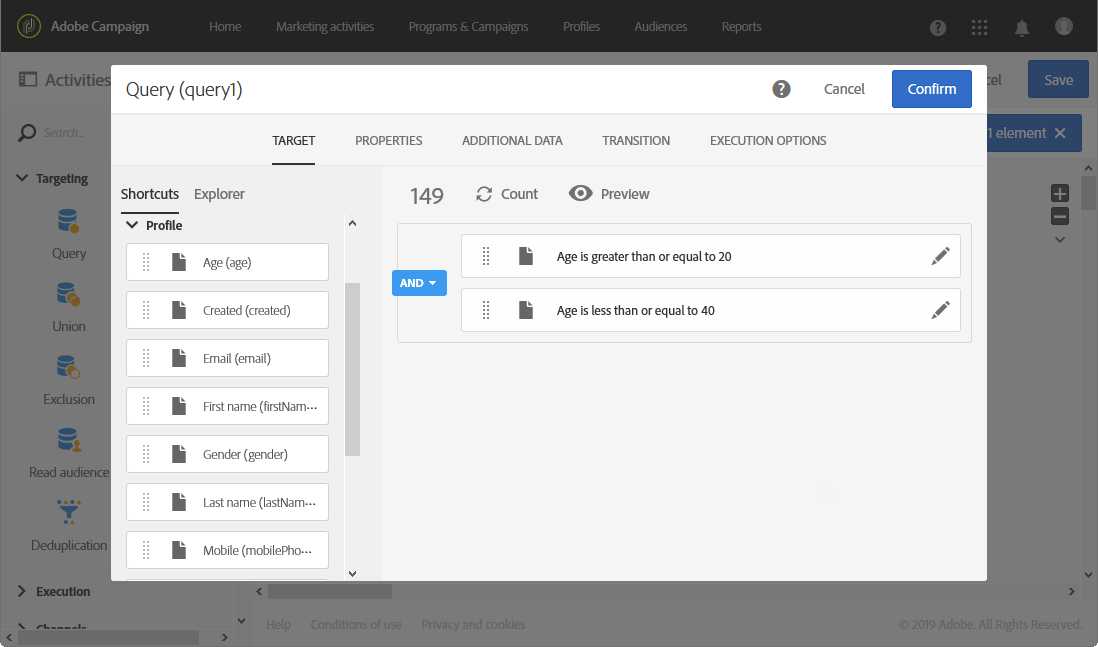 Adobe Campaign Home Marketing activities Programs & Campaigns Profiles Audiences Reports
Activities
cel
Save
Query (query1)
Cancel
Confirm
Search...
1 element
TARGET PROPERTIES ADDITIONAL DATA TRANSITION EXECUTION OPTIONS
Targeting
Query
Union
Exclusion
Read audience
Deduplication
Execution
Channels
Shortcuts Explorer
Profile
Age (age)
Created (created)
Email (email)
First name (firstNam···
Gender (gender)
Last name (lastNam···
Mobile (mobilePho···
149 Count Preview
AND
Age is greater than or equal to 20
Age is less than or equal to 40
Help Conditions of use Privacy and cookies © 2019 Adobe. All Rights Reserved.